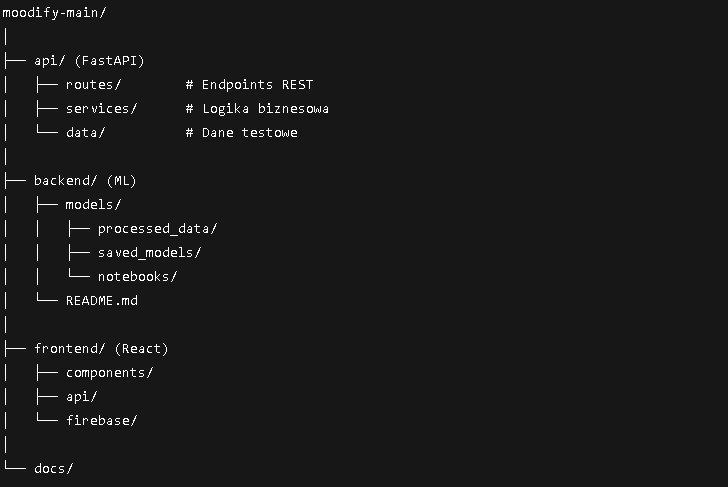 moodify-main/
│
├── api/ (FastAPI)
│   ├── routes/        # Endpoints REST
│   ├── services/      # Logika biznesowa
│   └── data/          # Dane testowe
│
├── backend/ (ML)
│   ├── models/
│   │   ├── processed_data/
│   │   ├── saved_models/
│   │   └── notebooks/
│   └── README.md
│
├── frontend/ (React)
│   ├── components/
│   ├── api/
│   └── firebase/
│
└── docs/